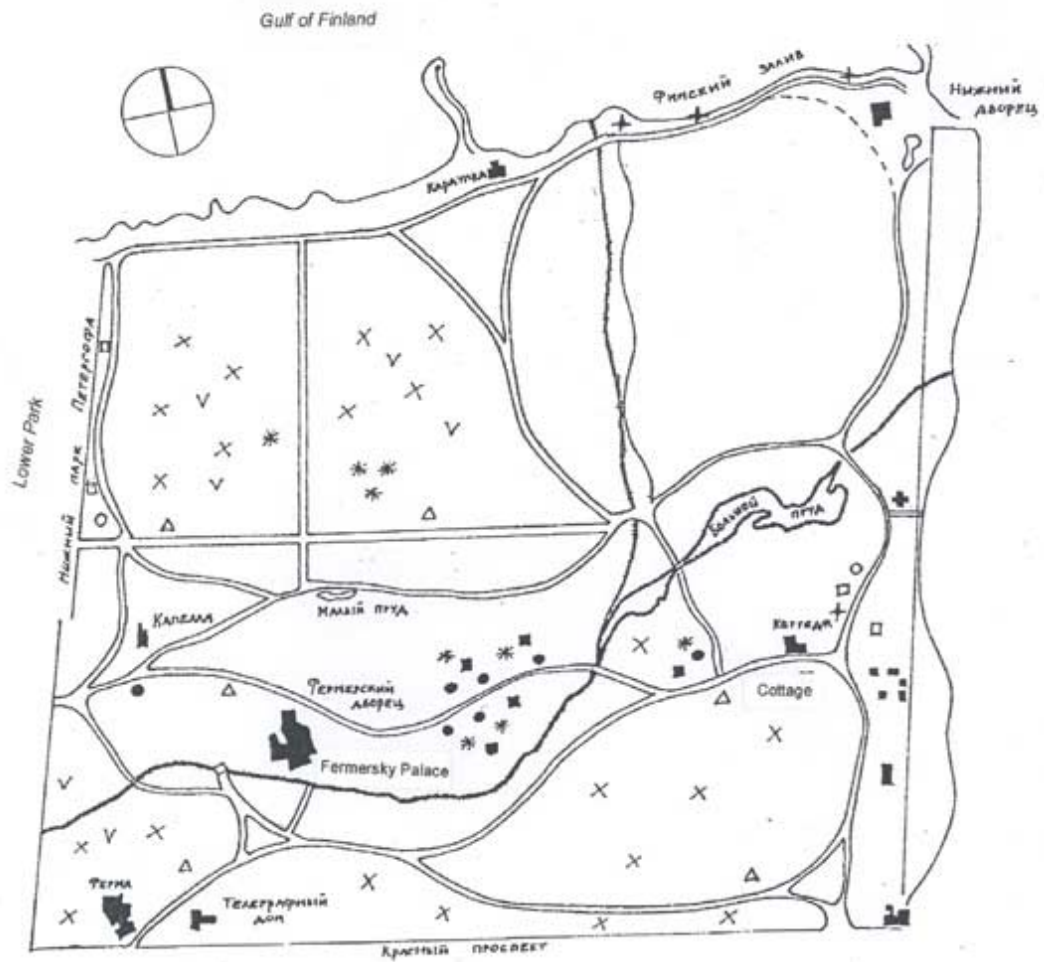 Gulf of Finland
Финский залив
Нижний
дворец
Каратка
Lower Park
Нижний парк Петергофа
Большой пруд
Малый пруд
Капелла
Коттедж
Cottage
Фермерский
дворец
Fermersky Palace
Ферма
Телеграфный
дом
Красный проспект